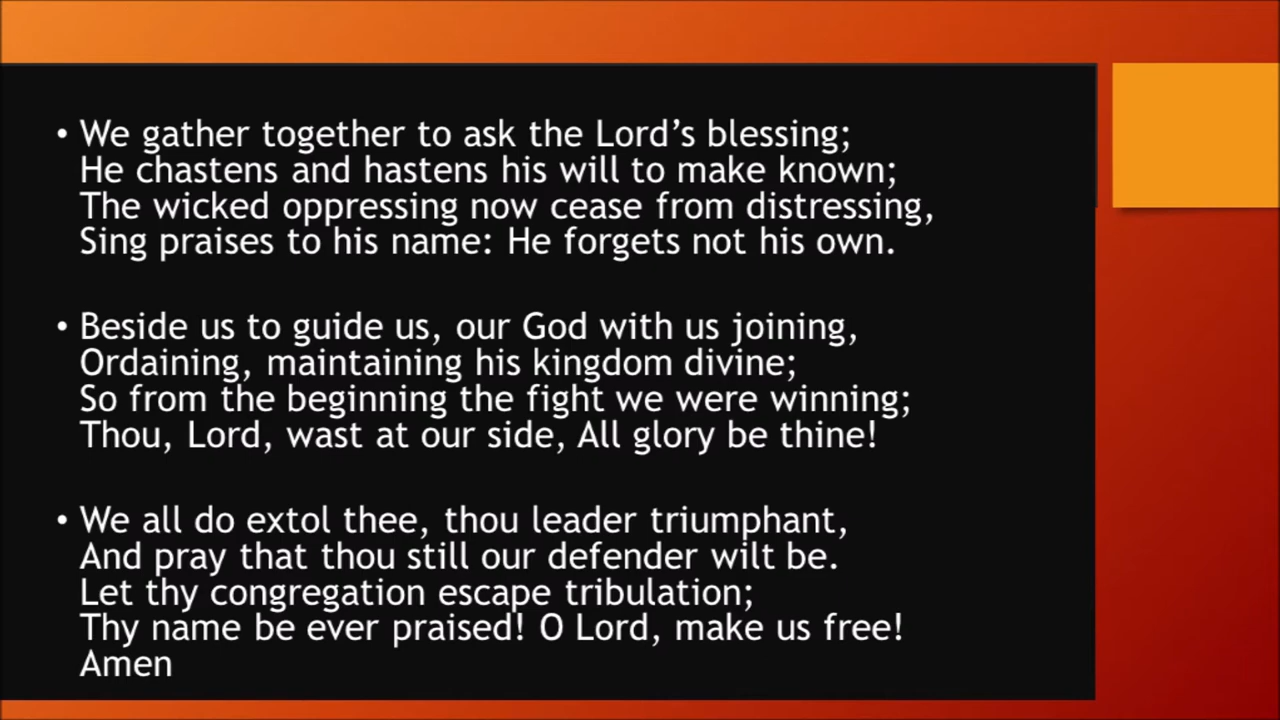 • We gather together to ask the Lord’s blessing;
He chastens and hastens his will to make known;
The wicked oppressing now cease from distressing,
Sing praises to his name: He forgets not his own.
• Beside us to guide us, our God with us joining,
Ordaining, maintaining his kingdom divine;
So from the beginning the fight we were winning;
Thou, Lord, wast at our side, All glory be thine!
• We all do extol thee, thou leader triumphant,
And pray that thou still our defender wilt be.
Let thy congregation escape tribulation;
Thy name be ever praised! O Lord, make us free!
Amen